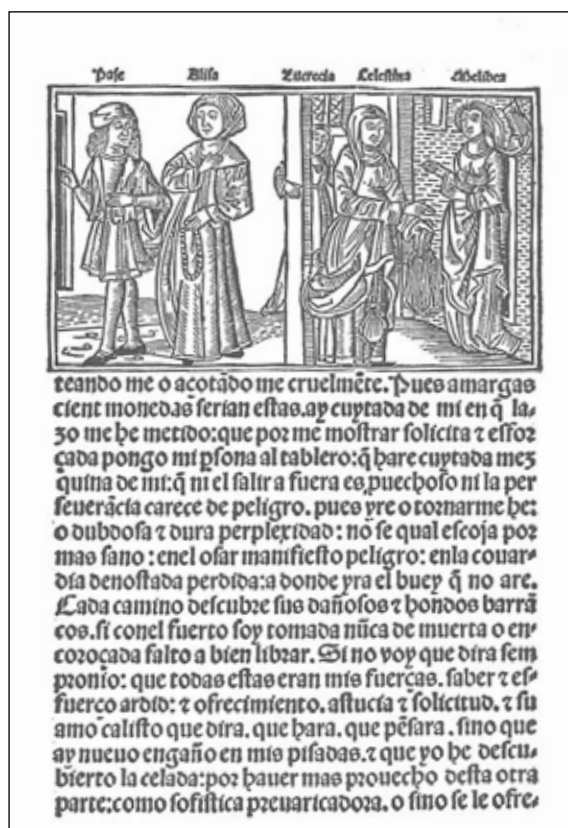 Paje Alisa Lucrecia Celestina Melibea
teando me o açotãdo me cruelmẽte. Pues amargas
cient monedas serian estas. ay cuytada de mi en q̃ la-
zo me he metido: que por me mostrar solicita ⁊ esfor
çada pongo mi ꝑsona al tablero: q̃ hare cuytada mez
quina de mi: q̃ ni el salir a fuera es ꝓuechoso ni la per
seuerãcia carece de peligro. pues yre o tornarme he:
o dubdosa ⁊ dura perplexidad: no se qual escoja por
mas sano: enel osar manifiesto peligro: enla couar-
dia denostada perdida: a donde yra el buey q̃ no are.
Cada camino descubre sus dañosos ⁊ hondos barrã
cos. si conel fuerto soy tomada nũca de muerta o en-
coroçada falto a bien librar. Si no voy que dira sem
pronio: que todas estas eran mis fuerças. saber ⁊ es-
fuerco ardid: ⁊ ofrecimiento. astucia ⁊ solicitud. ⁊ su
amo calisto que dira. que hara. que pẽsara. sino que
ay nueuo engaño en mis pisadas. ⁊ que yo he descu-
bierto la celada: por hauer mas prouecho desta otra
parte: como sofistica preuaricadora. o sino se le ofre-